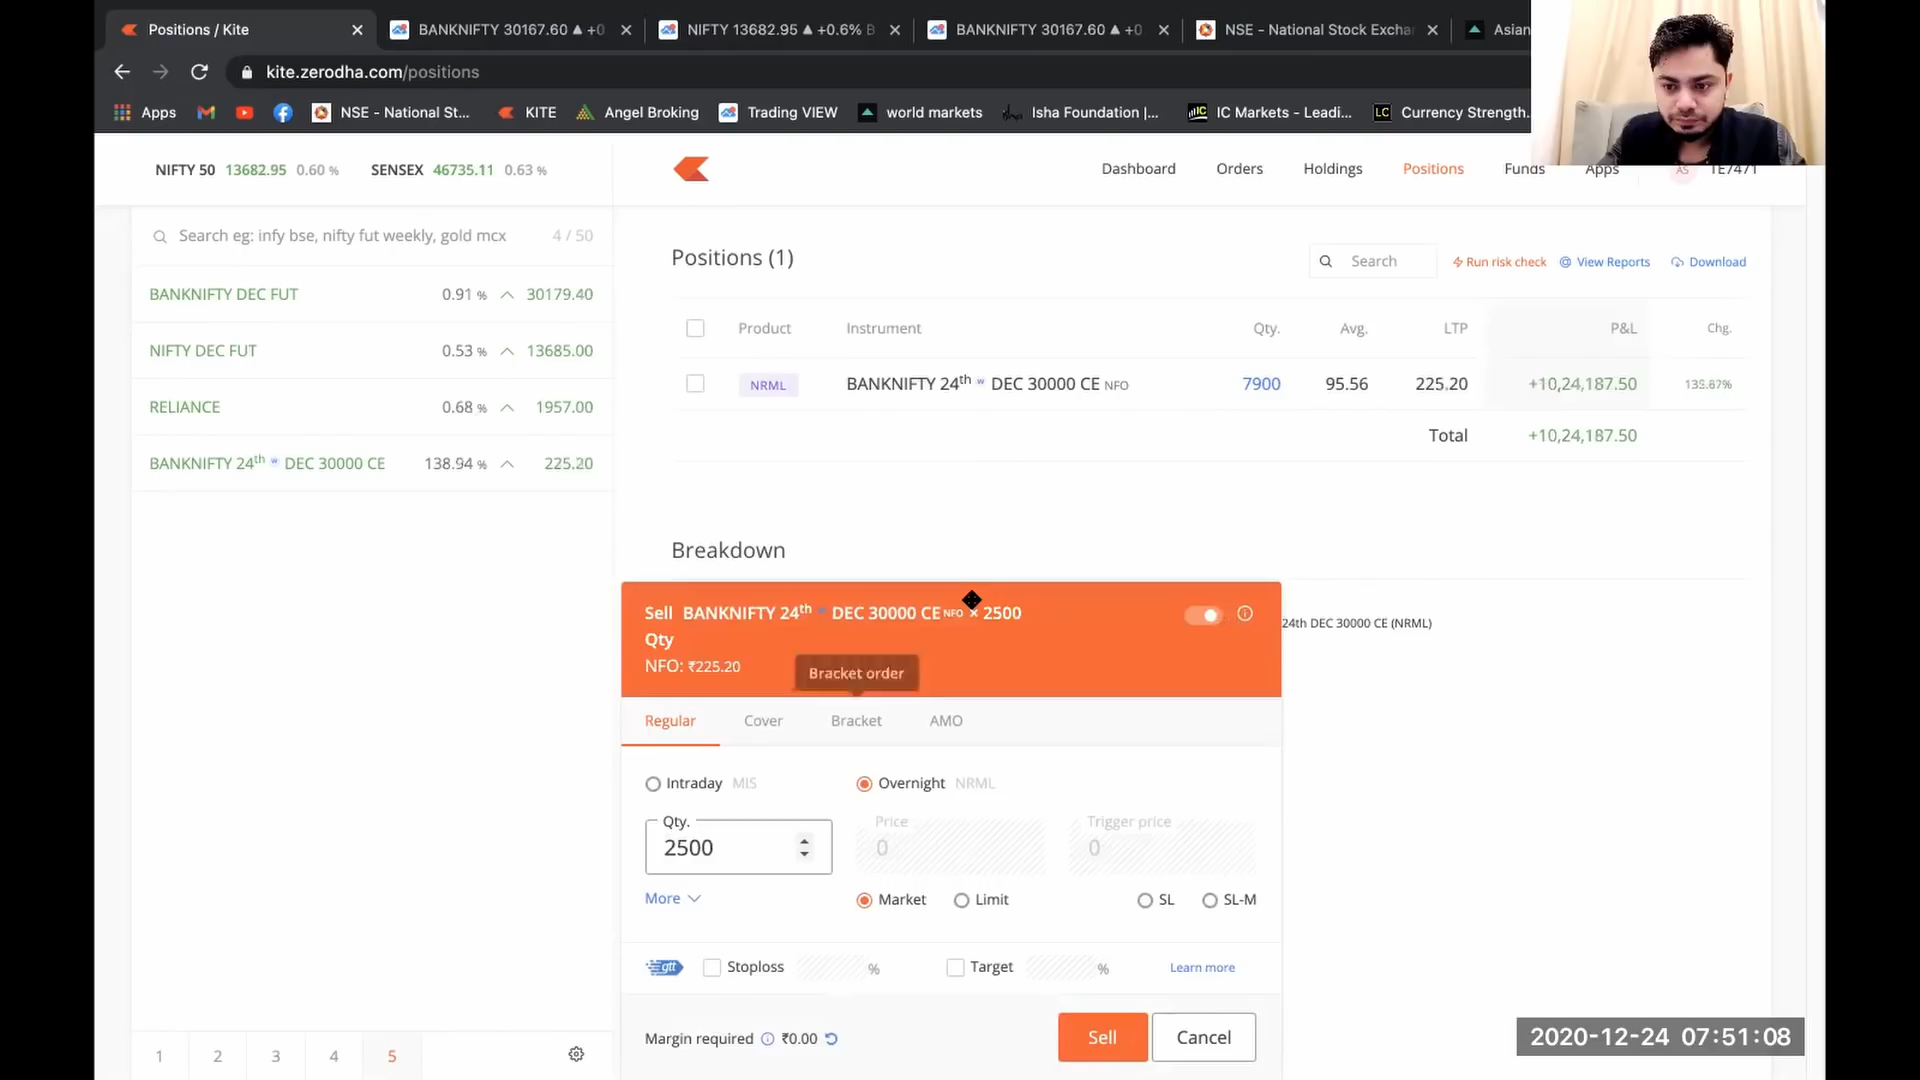 Positions / Kite
BANKNIFTY 30167.60 ▲ +0
NIFTY 13682.95 ▲ +0.6% B
BANKNIFTY 30167.60 ▲ +0
NSE - National Stock Excha
Asian
kite.zerodha.com/positions
Apps
NSE - National St...
KITE
Angel Broking
Trading VIEW
world markets
Isha Foundation |...
IC Markets - Leadi...
LC
Currency Strength...
NIFTY 50 13682.95 0.60 %
SENSEX 46735.11 0.63 %
Dashboard
Orders
Holdings
Positions
Funds
Apps
AS
TE7471
Search eg: infy bse, nifty fut weekly, gold mcx 4 / 50
BANKNIFTY DEC FUT 0.91 % 30179.40
NIFTY DEC FUT 0.53 % 13685.00
RELIANCE 0.68 % 1957.00
BANKNIFTY 24th w DEC 30000 CE 138.94 % 225.20
Positions (1)
Search
Run risk check
View Reports
Download
Product Instrument Qty. Avg. LTP P&L Chg.
NRML BANKNIFTY 24th w DEC 30000 CE NFO 7900 95.56 225.20 +10,24,187.50 135.67%
Total +10,24,187.50
Breakdown
24th DEC 30000 CE (NRML)
Sell BANKNIFTY 24th w DEC 30000 CE NFO × 2500
Qty
NFO: ₹225.20
Bracket order
Regular Cover Bracket AMO
Intraday MIS
Overnight NRML
Qty.
2500
Price
0
Trigger price
0
More
Market
Limit
SL
SL-M
gtt
Stoploss %
Target %
Learn more
Margin required ₹0.00
Sell
Cancel
1 2 3 4 5
2020-12-24 07:51:08